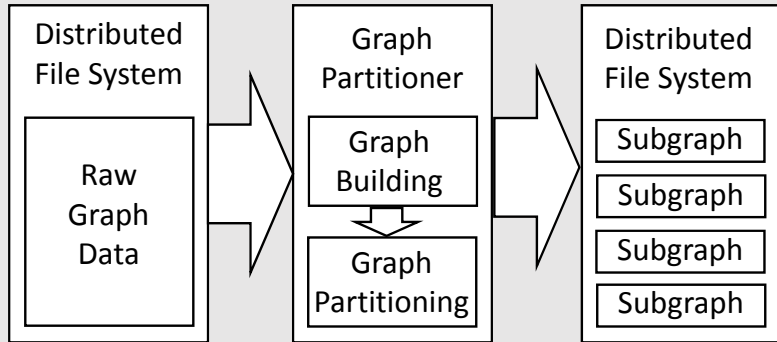 Distributed
File System
Raw
Graph
Data
Graph
Partitioner
Graph
Building
Graph
Partitioning
Distributed
File System
Subgraph
Subgraph
Subgraph
Subgraph